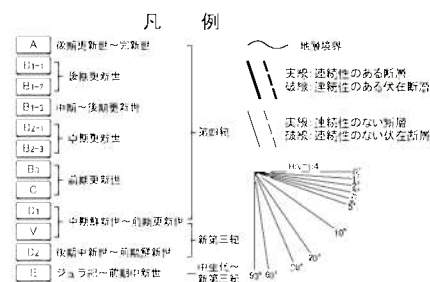 凡 例
A 後期更新世～完新世
B1-1
後期更新世
B1-2
B1-3 中期～後期更新世
B2-1
中期更新世
B2-3
B3
前期更新世
C
D1
中期鮮新世～前期更新世
V
D2 後期中新世～前期鮮新世
E ジュラ紀～前期中新世
第四紀
新第三紀
中生代～
新第三紀
地層境界
実線:連続性のある断層
破線:連続性のある伏在断層
実線:連続性のない断層
破線:連続性のない伏在断層
5°
10°
20°
30°
60°
90°